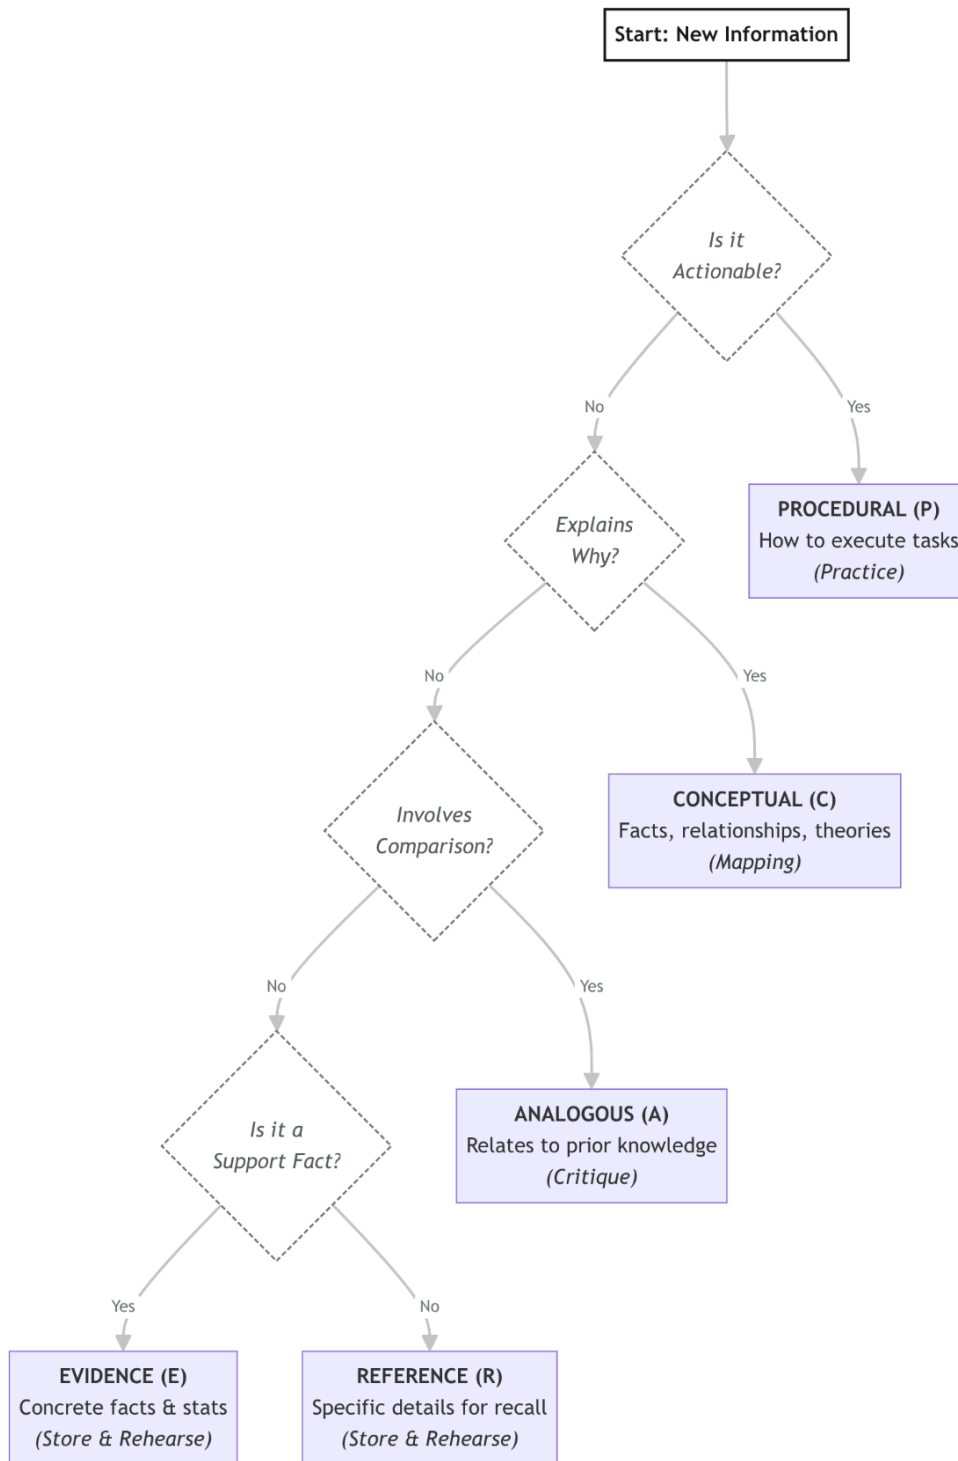 Start: New Information
Is it
Actionable?
No
Yes
Explains
Why?
PROCEDURAL (P)
How to execute tasks
(Practice)
No
Yes
Involves
Comparison?
CONCEPTUAL (C)
Facts, relationships, theories
(Mapping)
No
Yes
Is it a
Support Fact?
ANALOGOUS (A)
Relates to prior knowledge
(Critique)
Yes
No
EVIDENCE (E)
Concrete facts & stats
(Store & Rehearse)
REFERENCE (R)
Specific details for recall
(Store & Rehearse)